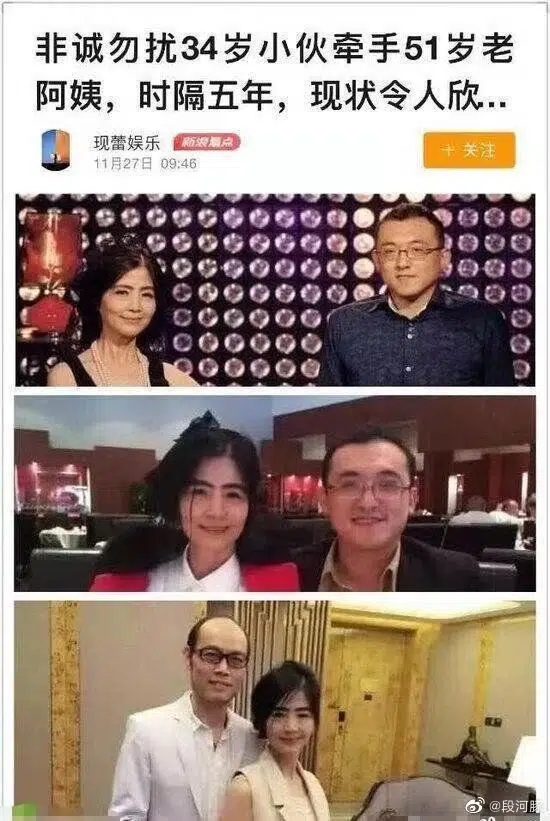 非诚勿扰34岁小伙牵手51岁老
阿姨，时隔五年，现状令人欣...
现蕾娱乐 新浪看点
11月27日 09:46
+ 关注
@段河豚